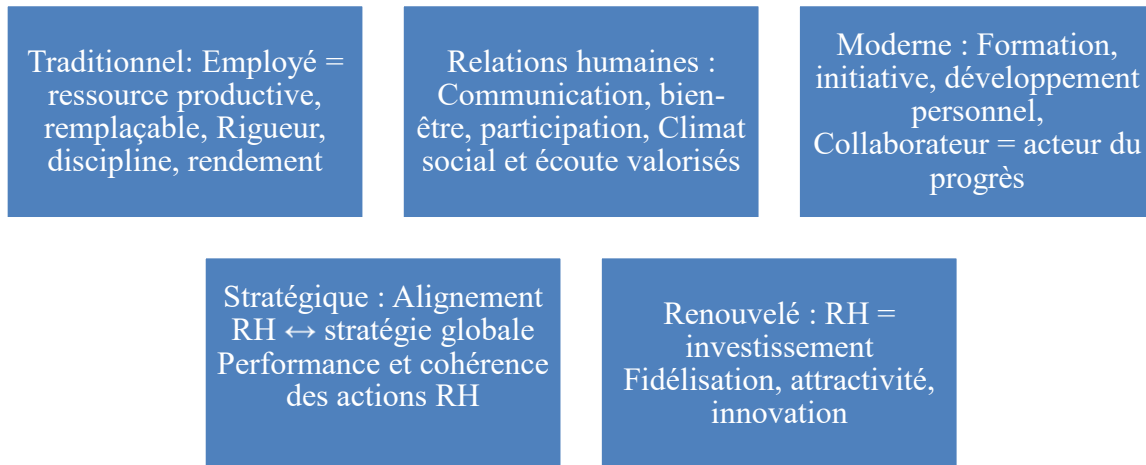 Traditionnel: Employé =
ressource productive,
remplaçable, Rigueur,
discipline, rendement
Relations humaines :
Communication, bien-
être, participation, Climat
social et écoute valorisés
Moderne : Formation,
initiative, développement
personnel,
Collaborateur = acteur du
progrès
Stratégique : Alignement
RH ↔ stratégie globale
Performance et cohérence
des actions RH
Renouvelé : RH =
investissement
Fidélisation, attractivité,
innovation